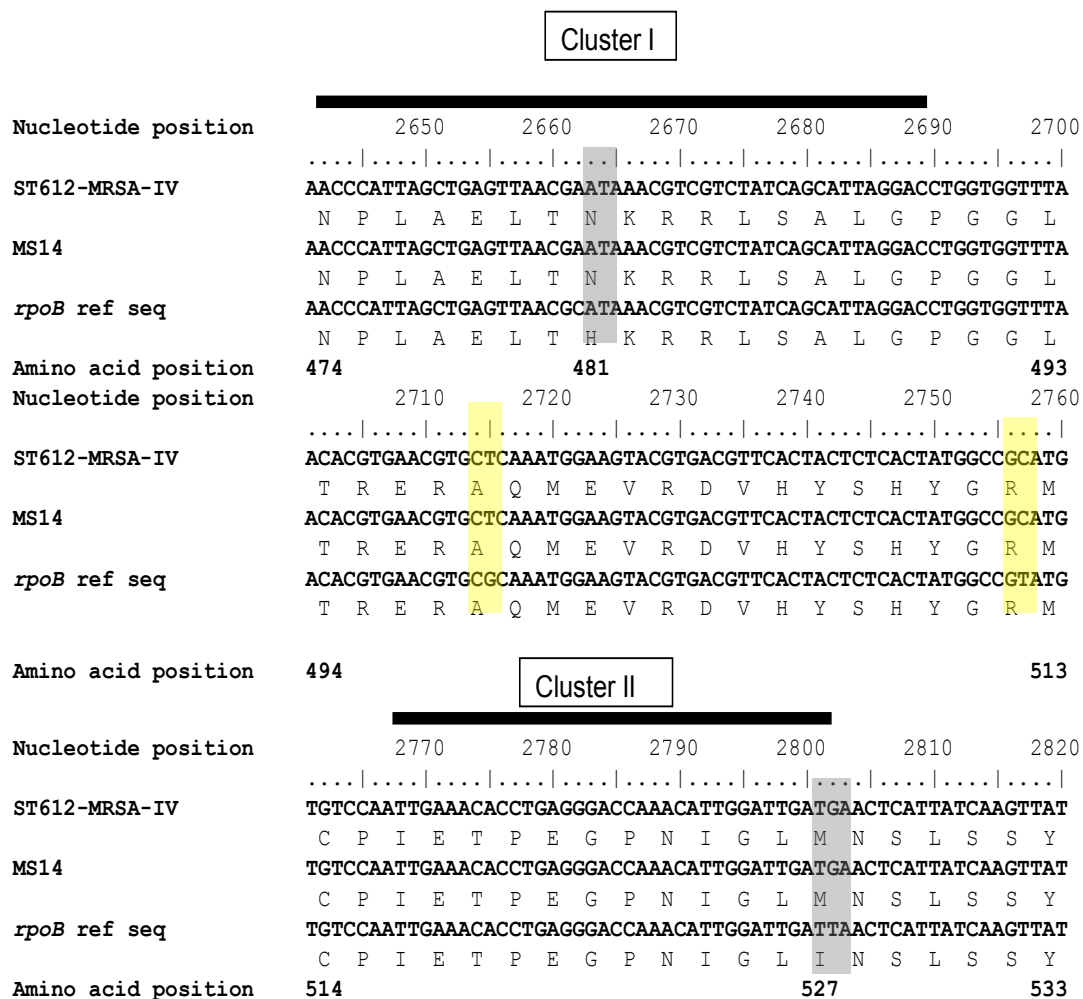 Cluster I
Nucleotide position 2650 2660 2670 2680 2690 2700
....|....|....|....|....|....|....|....|....|....|....|....|
ST612-MRSA-IV AACCCATTAGCTGAGTTAACGAATAAACGTCGTCTATCAGCATTAGGACCTGGTGGTTTA
N P L A E L T N K R R L S A L G P G G L
MS14 AACCCATTAGCTGAGTTAACGAATAAACGTCGTCTATCAGCATTAGGACCTGGTGGTTTA
N P L A E L T N K R R L S A L G P G G L
rpoB ref seq AACCCATTAGCTGAGTTAACGCATAAACGTCGTCTATCAGCATTAGGACCTGGTGGTTTA
N P L A E L T H K R R L S A L G P G G L
Amino acid position 474 481 493
Nucleotide position 2710 2720 2730 2740 2750 2760
....|....|....|....|....|....|....|....|....|....|....|....|
ST612-MRSA-IV ACACGTGAACGTGCTCAAATGGAAGTACGTGACGTTCACTACTCTCACTATGGCCGCATG
T R E R A Q M E V R D V H Y S H Y G R M
MS14 ACACGTGAACGTGCTCAAATGGAAGTACGTGACGTTCACTACTCTCACTATGGCCGCATG
T R E R A Q M E V R D V H Y S H Y G R M
rpoB ref seq ACACGTGAACGTGCGCAAATGGAAGTACGTGACGTTCACTACTCTCACTATGGCCGTATG
T R E R A Q M E V R D V H Y S H Y G R M
Amino acid position 494 513
Cluster II
Nucleotide position 2770 2780 2790 2801 2810 2820
....|....|....|....|....|....|....|....|....|....|....|....|
ST612-MRSA-IV TGTCCAATTGAAACACCTGAGGGACCAAACATTGGATTGATGAACTCATTATCAAGTTAT
C P I E T P E G P N I G L M N S L S S Y
MS14 TGTCCAATTGAAACACCTGAGGGACCAAACATTGGATTGATGAACTCATTATCAAGTTAT
C P I E T P E G P N I G L M N S L S S Y
rpoB ref seq TGTCCAATTGAAACACCTGAGGGACCAAACATTGGATTGATTAACTCATTATCAAGTTAT
C P I E T P E G P N I G L I N S L S S Y
Amino acid position 514 527 533